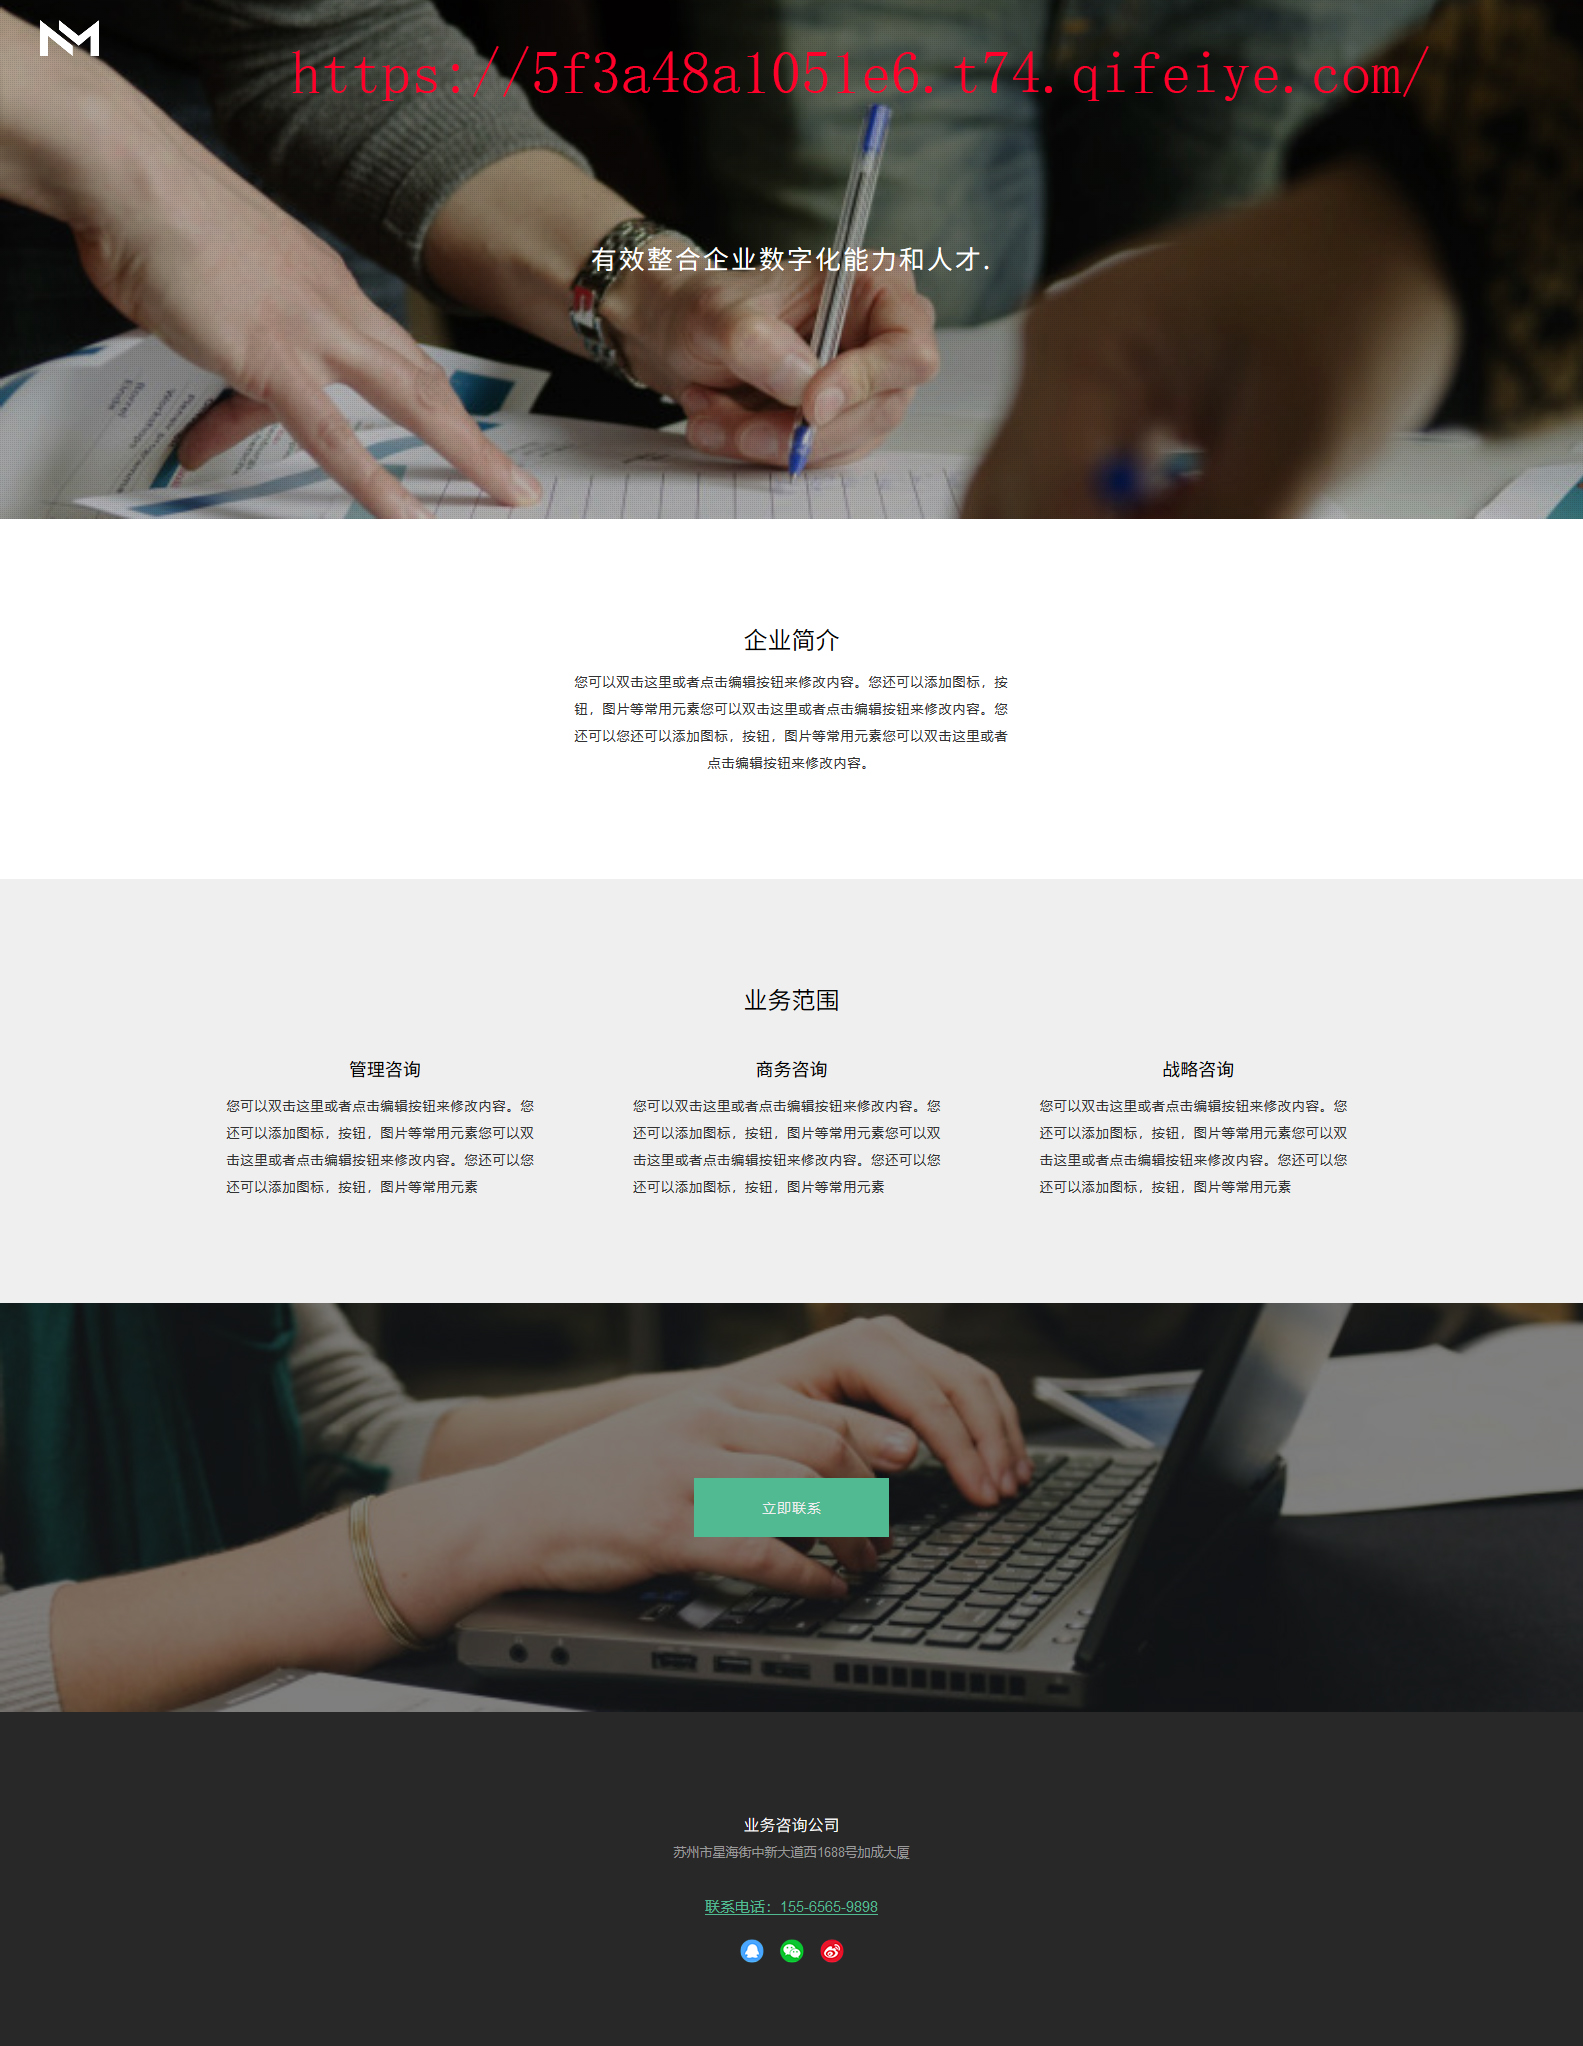 https://5f3a48a1051e6.t74.qifeiye.com/
有效整合企业数字化能力和人才.
企业简介
您可以双击这里或者点击编辑按钮来修改内容。您还可以添加图标，按
钮，图片等常用元素您可以双击这里或者点击编辑按钮来修改内容。您
还可以您还可以添加图标，按钮，图片等常用元素您可以双击这里或者
点击编辑按钮来修改内容。
业务范围
管理咨询
您可以双击这里或者点击编辑按钮来修改内容。您
还可以添加图标，按钮，图片等常用元素您可以双
击这里或者点击编辑按钮来修改内容。您还可以您
还可以添加图标，按钮，图片等常用元素
商务咨询
您可以双击这里或者点击编辑按钮来修改内容。您
还可以添加图标，按钮，图片等常用元素您可以双
击这里或者点击编辑按钮来修改内容。您还可以您
还可以添加图标，按钮，图片等常用元素
战略咨询
您可以双击这里或者点击编辑按钮来修改内容。您
还可以添加图标，按钮，图片等常用元素您可以双
击这里或者点击编辑按钮来修改内容。您还可以您
还可以添加图标，按钮，图片等常用元素
立即联系
业务咨询公司
苏州市星海街中新大道西1688号加成大厦
联系电话：155-6565-9898